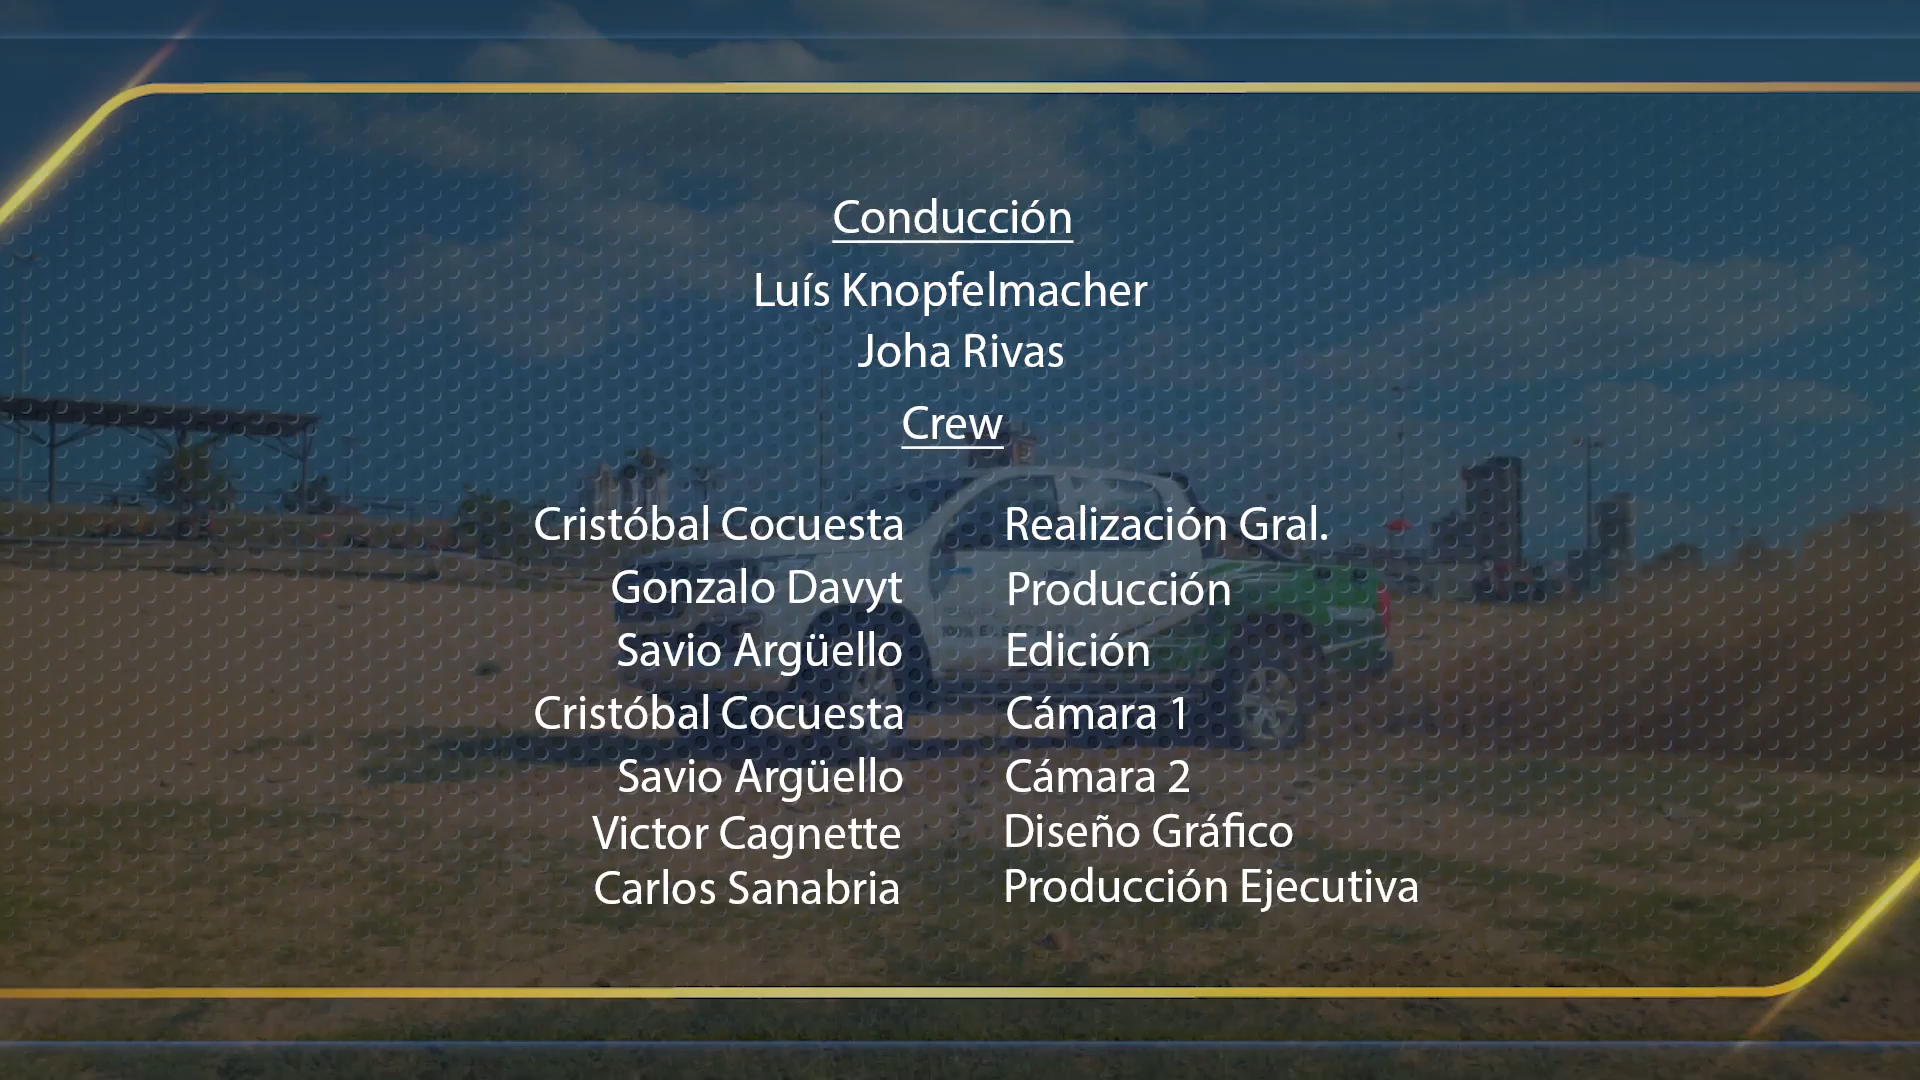 Conducción
Luís Knopfelmacher
Joha Rivas
Crew
Cristóbal Cocuesta Realización Gral.
Gonzalo Davyt Producción
Savio Argüello Edición
Cristóbal Cocuesta Cámara 1
Savio Argüello Cámara 2
Victor Cagnette Diseño Gráfico
Carlos Sanabria Producción Ejecutiva